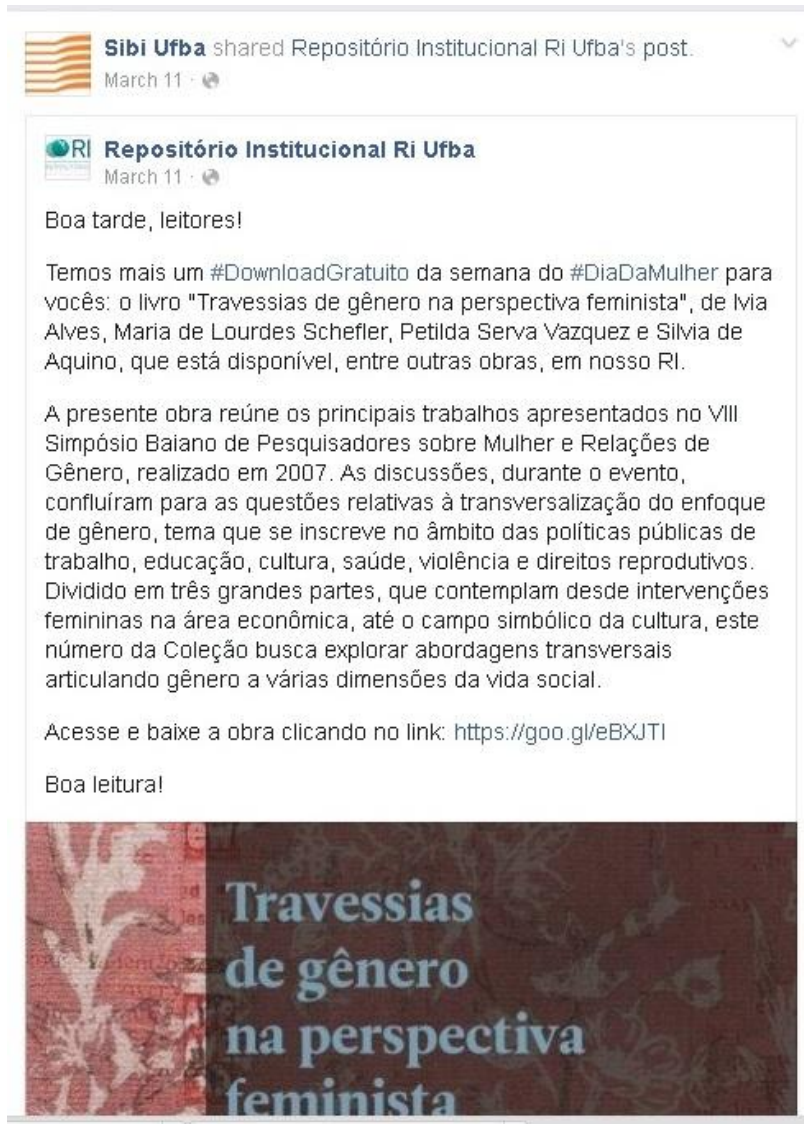 Sibi Ufba shared Repositório Institucional Ri Ufba's post.
March 11 ·
RI Repositório Institucional Ri Ufba
March 11 ·
Boa tarde, leitores!
Temos mais um #DownloadGratuito da semana do #DiaDaMulher para
vocês: o livro "Travessias de gênero na perspectiva feminista", de Ivia
Alves, Maria de Lourdes Schefler, Petilda Serva Vazquez e Silvia de
Aquino, que está disponível, entre outras obras, em nosso RI.
A presente obra reúne os principais trabalhos apresentados no VIII
Simpósio Baiano de Pesquisadores sobre Mulher e Relações de
Gênero, realizado em 2007. As discussões, durante o evento,
confluíram para as questões relativas à transversalização do enfoque
de gênero, tema que se inscreve no âmbito das políticas públicas de
trabalho, educação, cultura, saúde, violência e direitos reprodutivos.
Dividido em três grandes partes, que contemplam desde intervenções
femininas na área econômica, até o campo simbólico da cultura, este
número da Coleção busca explorar abordagens transversais
articulando gênero a várias dimensões da vida social.
Acesse e baixe a obra clicando no link: https://goo.gl/eBXJTI
Boa leitura!
Travessias
de gênero
na perspectiva
feminista